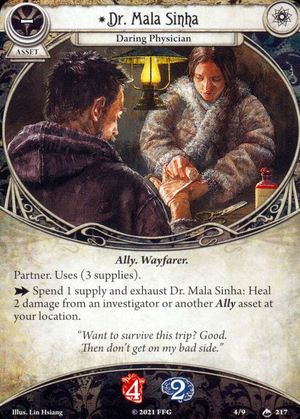 Dr. Mala Sinha
ASSET
Daring Physician
Ally. Wayfarer.
Partner. Uses (3 supplies).
Spend 1 supply and exhaust Dr. Mala Sinha: Heal
2 damage from an investigator or another Ally asset at
your location.
“Want to survive this trip? Good.
Then don’t get on my bad side.”
4
2
Illus. Lin Hsiang
© 2021 FFG
4/9
217